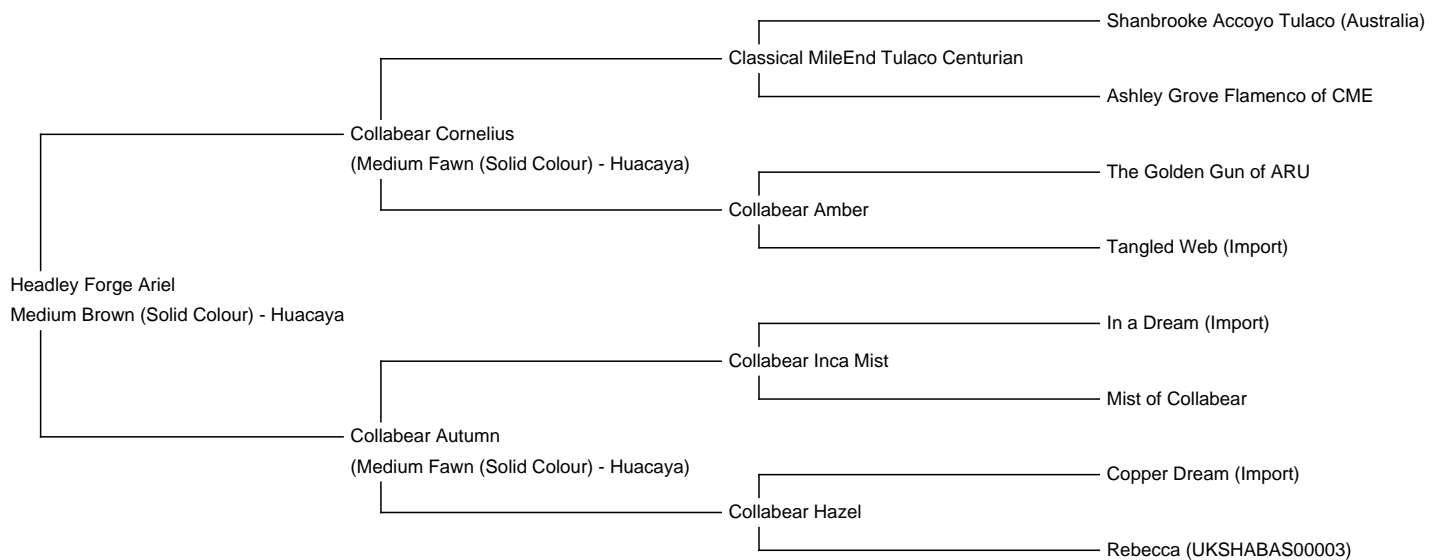 Shanbrooke Accoyo Tulaco (Australia)
Classical MileEnd Tulaco Centurian
Ashley Grove Flamenco of CME
Collabear Cornelius
(Medium Fawn (Solid Colour) - Huacaya)
The Golden Gun of ARU
Collabear Amber
Tangled Web (Import)
Headley Forge Ariel
Medium Brown (Solid Colour) - Huacaya
In a Dream (Import)
Collabear Inca Mist
Mist of Collabear
Collabear Autumn
(Medium Fawn (Solid Colour) - Huacaya)
Copper Dream (Import)
Collabear Hazel
Rebecca (UKSHABAS00003)